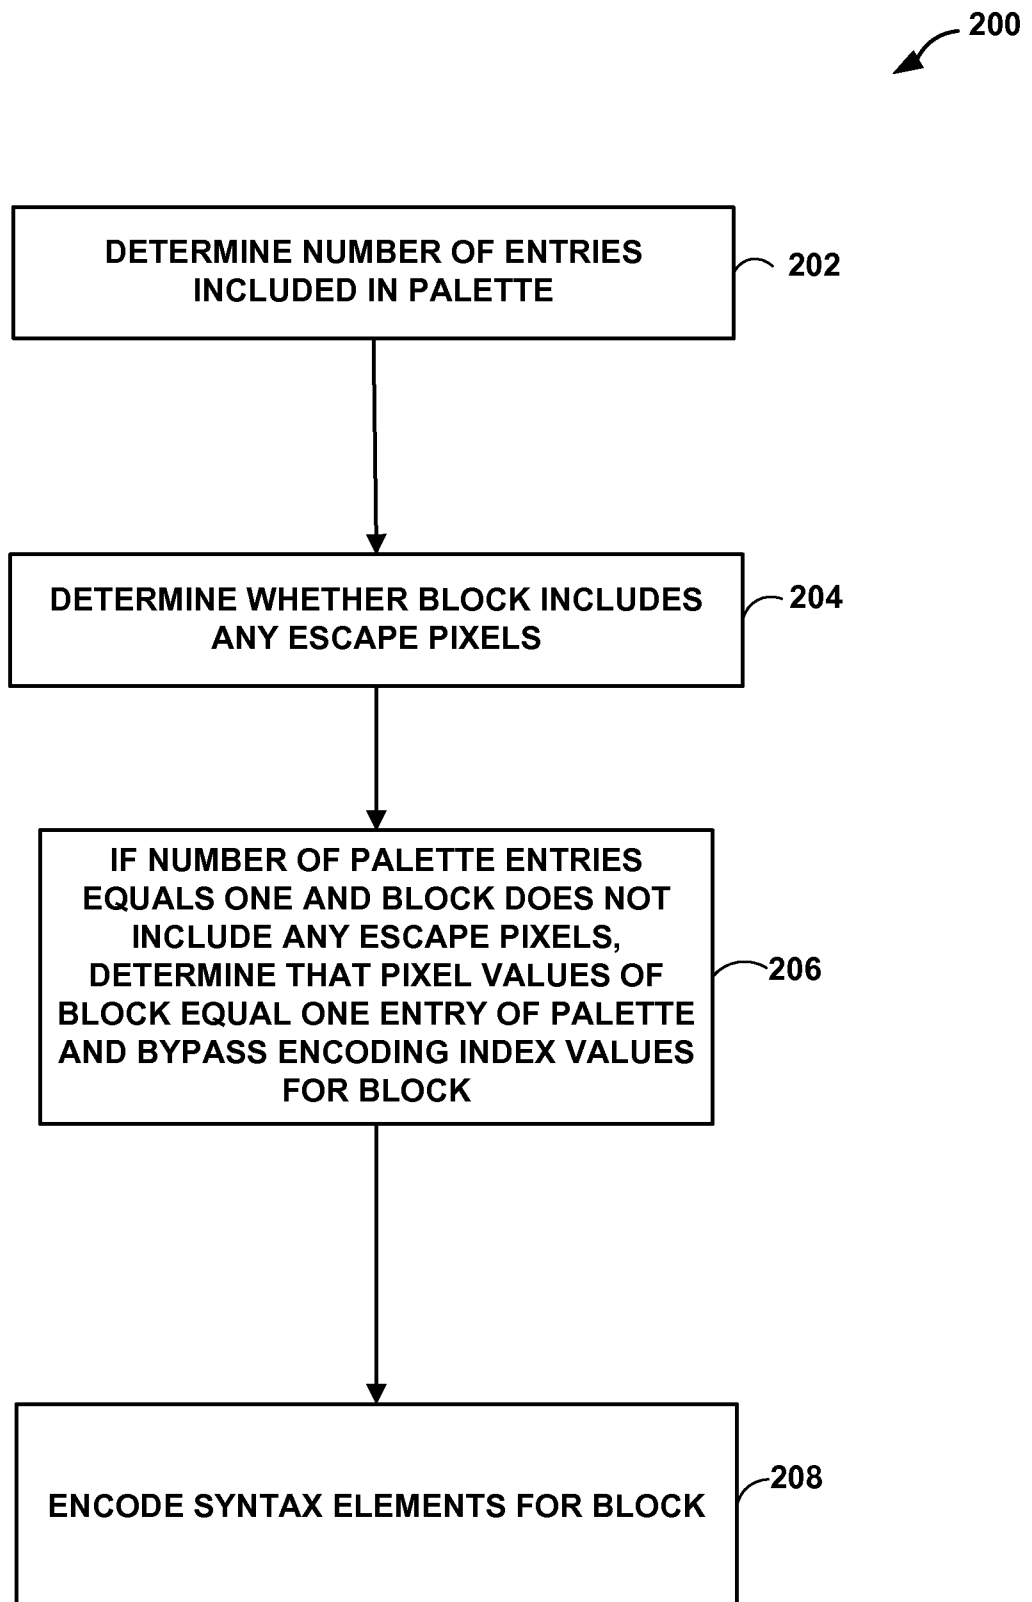 200
DETERMINE NUMBER OF ENTRIES
INCLUDED IN PALETTE
202
DETERMINE WHETHER BLOCK INCLUDES
ANY ESCAPE PIXELS
204
IF NUMBER OF PALETTE ENTRIES
EQUALS ONE AND BLOCK DOES NOT
INCLUDE ANY ESCAPE PIXELS,
DETERMINE THAT PIXEL VALUES OF
BLOCK EQUAL ONE ENTRY OF PALETTE
AND BYPASS ENCODING INDEX VALUES
FOR BLOCK
206
ENCODE SYNTAX ELEMENTS FOR BLOCK
208